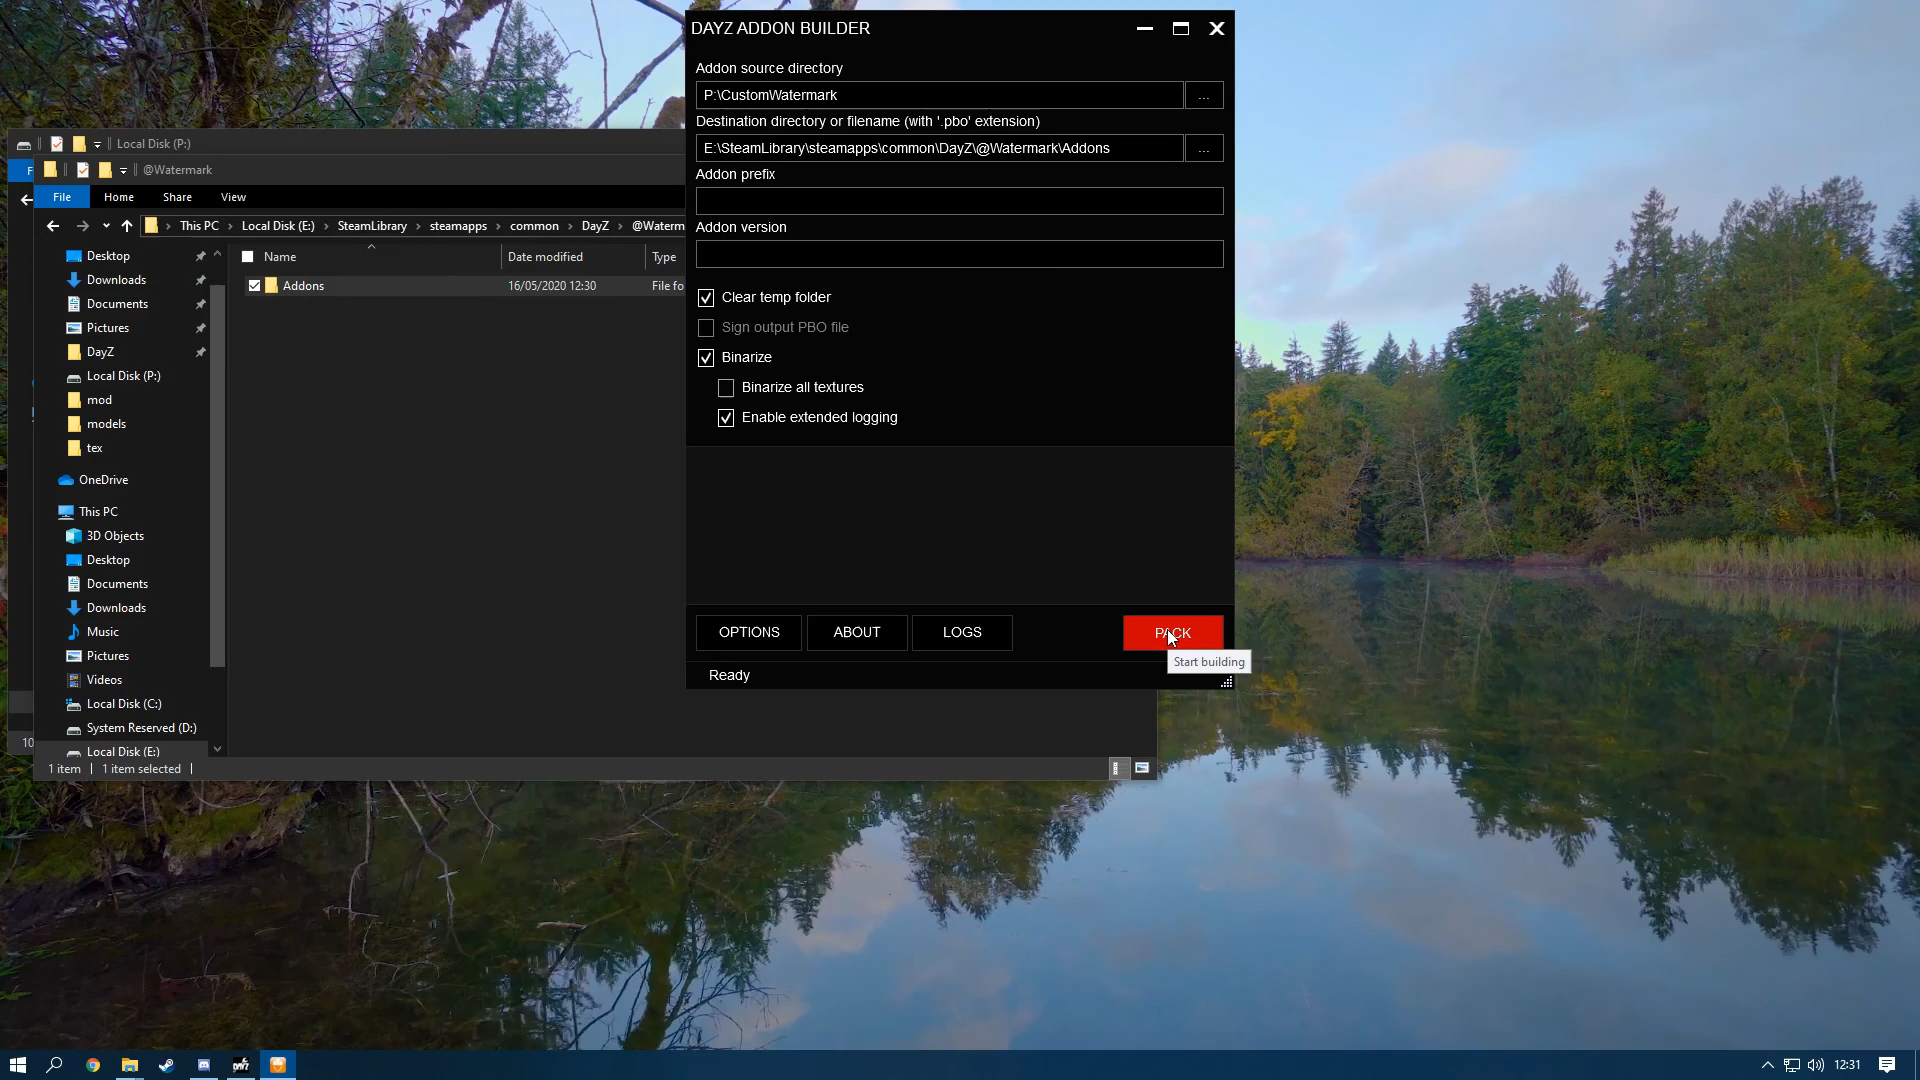 DAYZ ADDON BUILDER
Addon source directory
P:\CustomWatermark
...
Destination directory or filename (with '.pbo' extension)
E:\SteamLibrary\steamapps\common\DayZ\@Watermark\Addons
...
Addon prefix
Addon version
Clear temp folder
Sign output PBO file
Binarize
Binarize all textures
Enable extended logging
OPTIONS
ABOUT
LOGS
PACK
Start building
Ready
Local Disk (P:)
@Watermark
F
File
Home
Share
View
This PC
Local Disk (E:)
SteamLibrary
steamapps
common
DayZ
@Waterm
Name
Date modified
Type
Addons
16/05/2020 12:30
File fo
Desktop
Downloads
Documents
Pictures
DayZ
Local Disk (P:)
mod
models
tex
OneDrive
This PC
3D Objects
Desktop
Documents
Downloads
Music
Pictures
Videos
Local Disk (C:)
System Reserved (D:)
Local Disk (E:)
10
1 item
1 item selected
DAYZ
12:31